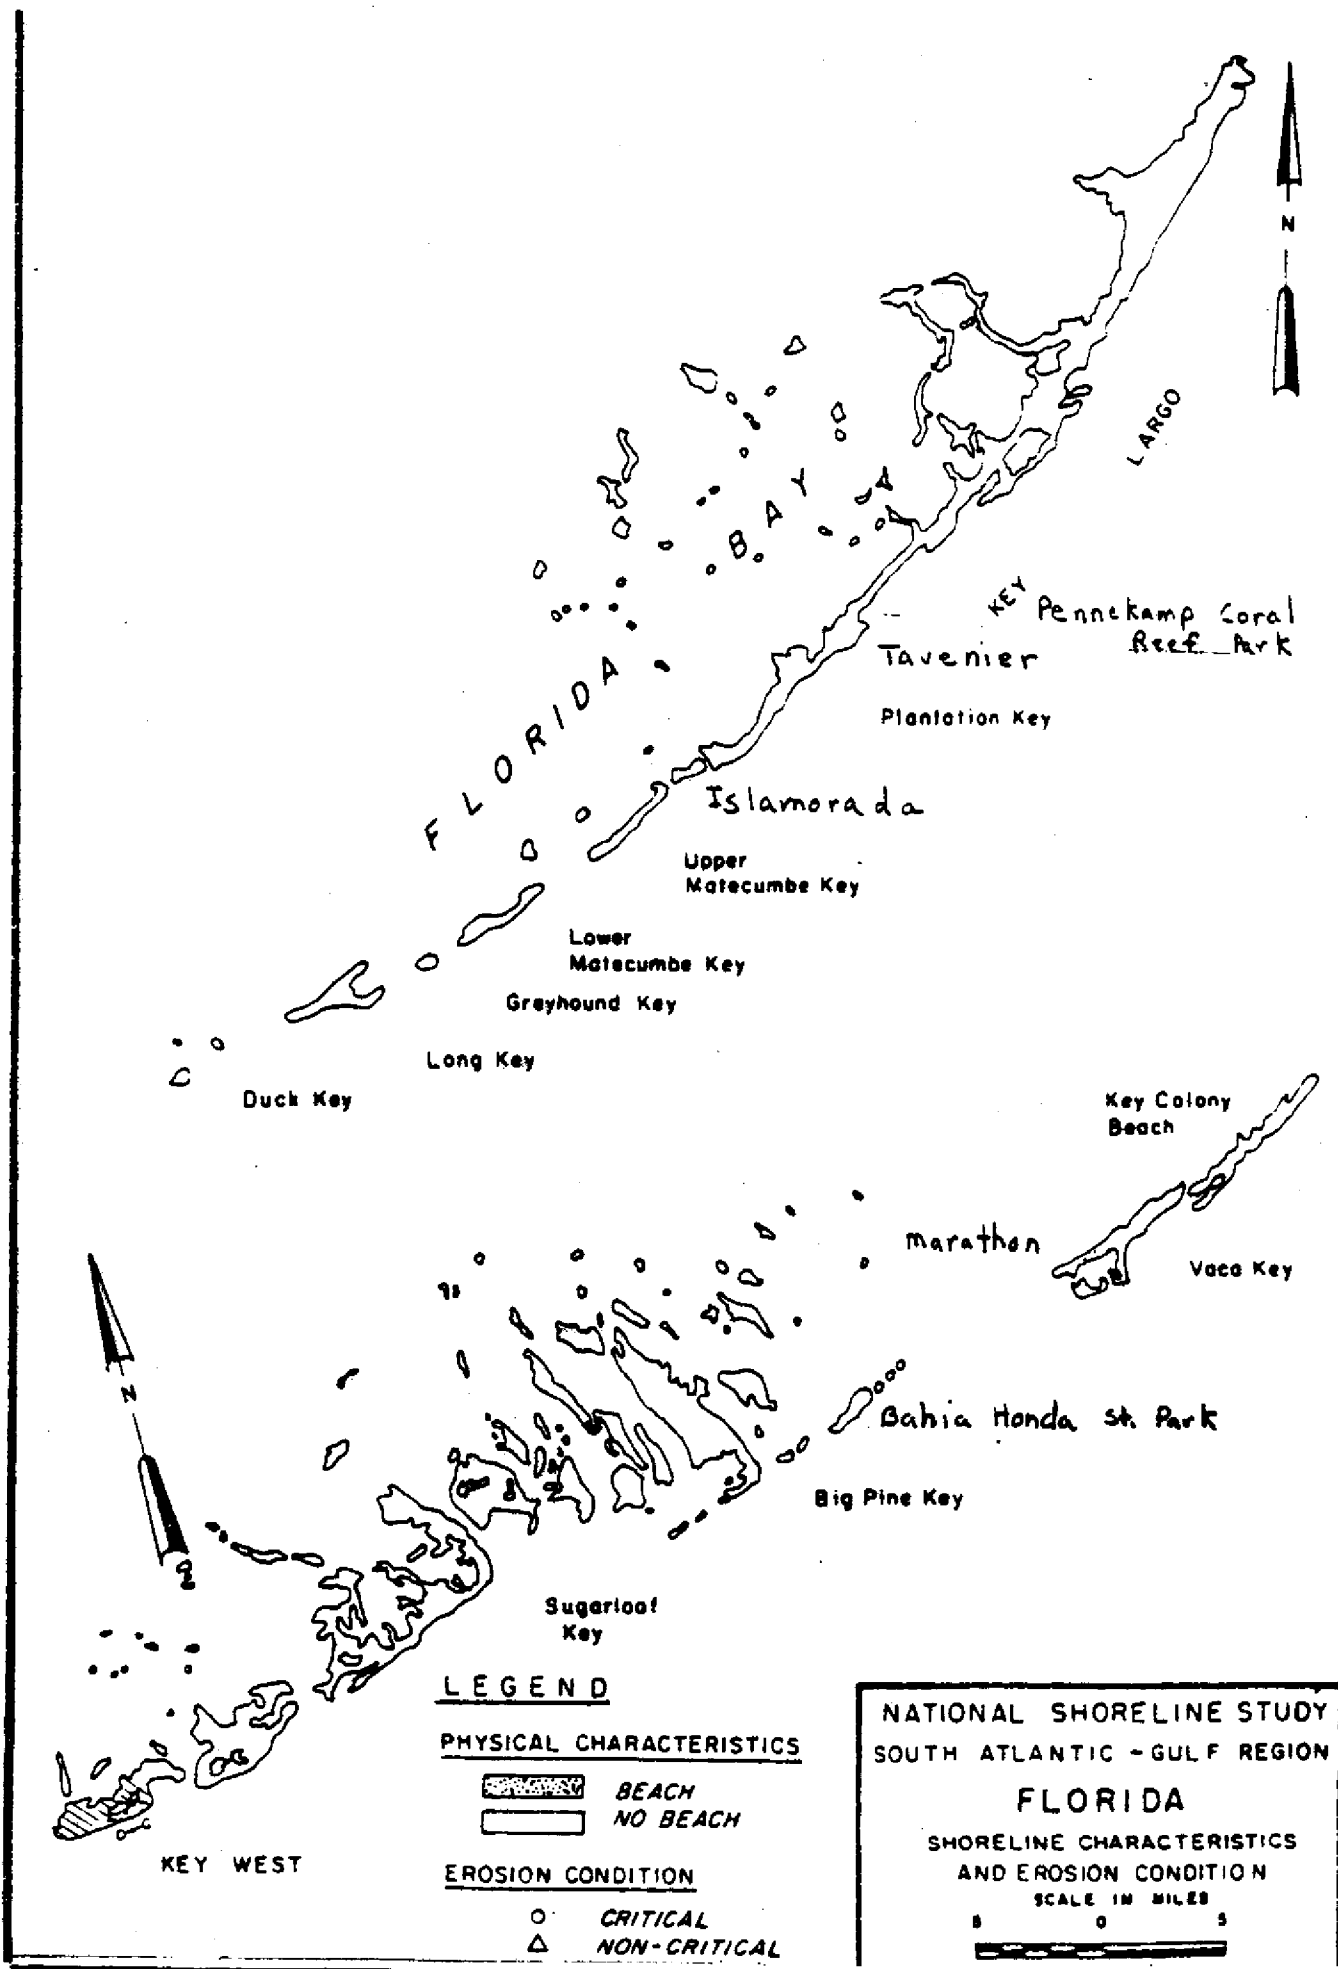 N
LARGO
KEY
BAY
Pennekamp Coral
Reef Park
Tavenier
Plantation Key
FLORIDA
Islamorada
Upper
Matecumbe Key
Lower
Matecumbe Key
Greyhound Key
Long Key
Duck Key
Key Colony
Beach
marathon
Vaca Key
N
Bahia Honda St. Park
Big Pine Key
Sugarloaf
Key
KEY WEST
LEGEND
PHYSICAL CHARACTERISTICS
BEACH
NO BEACH
EROSION CONDITION
CRITICAL
NON-CRITICAL
NATIONAL SHORELINE STUDY
SOUTH ATLANTIC - GULF REGION
FLORIDA
SHORELINE CHARACTERISTICS
AND EROSION CONDITION
SCALE IN MILES
5 0 5